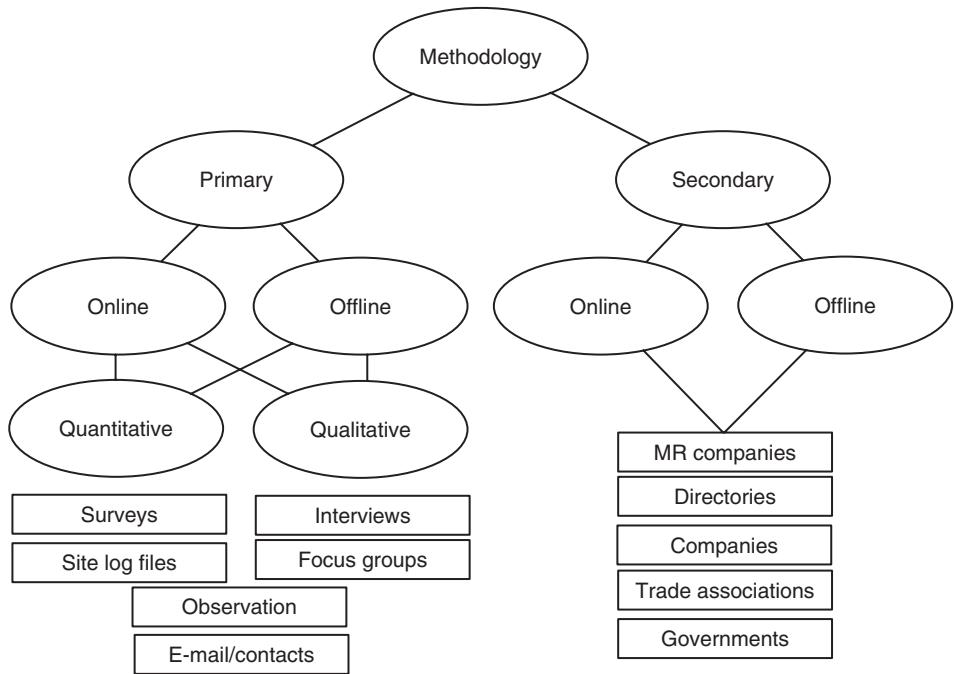 Methodology
Primary
Secondary
Online
Offline
Online
Offline
Quantitative
Qualitative
MR companies
Directories
Companies
Trade associations
Governments
Surveys
Interviews
Site log files
Focus groups
Observation
E-mail/contacts